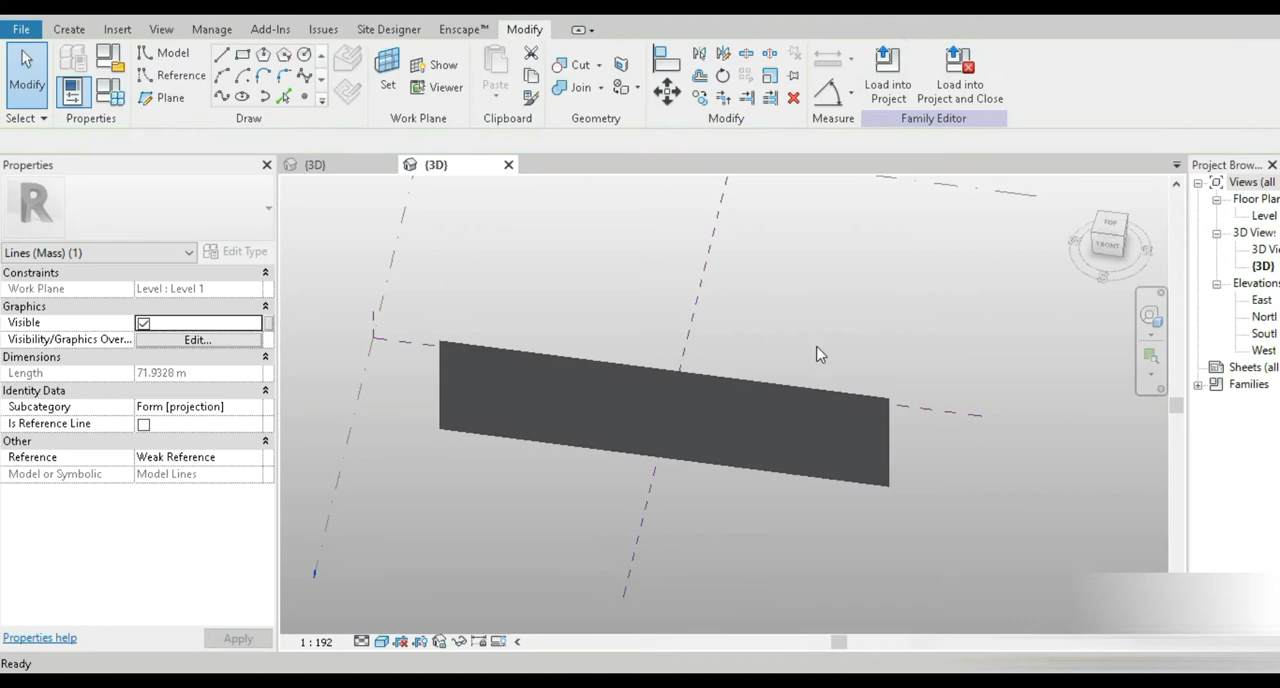 File Create Insert View Manage Add-Ins Issues Site Designer Enscape™ Modify
Modify Model Reference Plane Set Show Viewer Paste Cut Join Load into Project Load into Project and Close
Select Properties Draw Work Plane Clipboard Geometry Modify Measure Family Editor
Properties
{3D}
{3D}
Project Brow...
R
Lines (Mass) (1)
Edit Type
Constraints
Work Plane Level : Level 1
Graphics
Visible
Visibility/Graphics Over... Edit...
Dimensions
Length 71.9328 m
Identity Data
Subcategory Form [projection]
Is Reference Line
Other
Reference Weak Reference
Model or Symbolic Model Lines
Properties help
Apply
TOP
FRONT
Views (all
Floor Plan
Level
3D View:
3D Vi
{3D}
Elevations
East
Nortl
Soutl
West
Sheets (all
Families
1 : 192
Ready